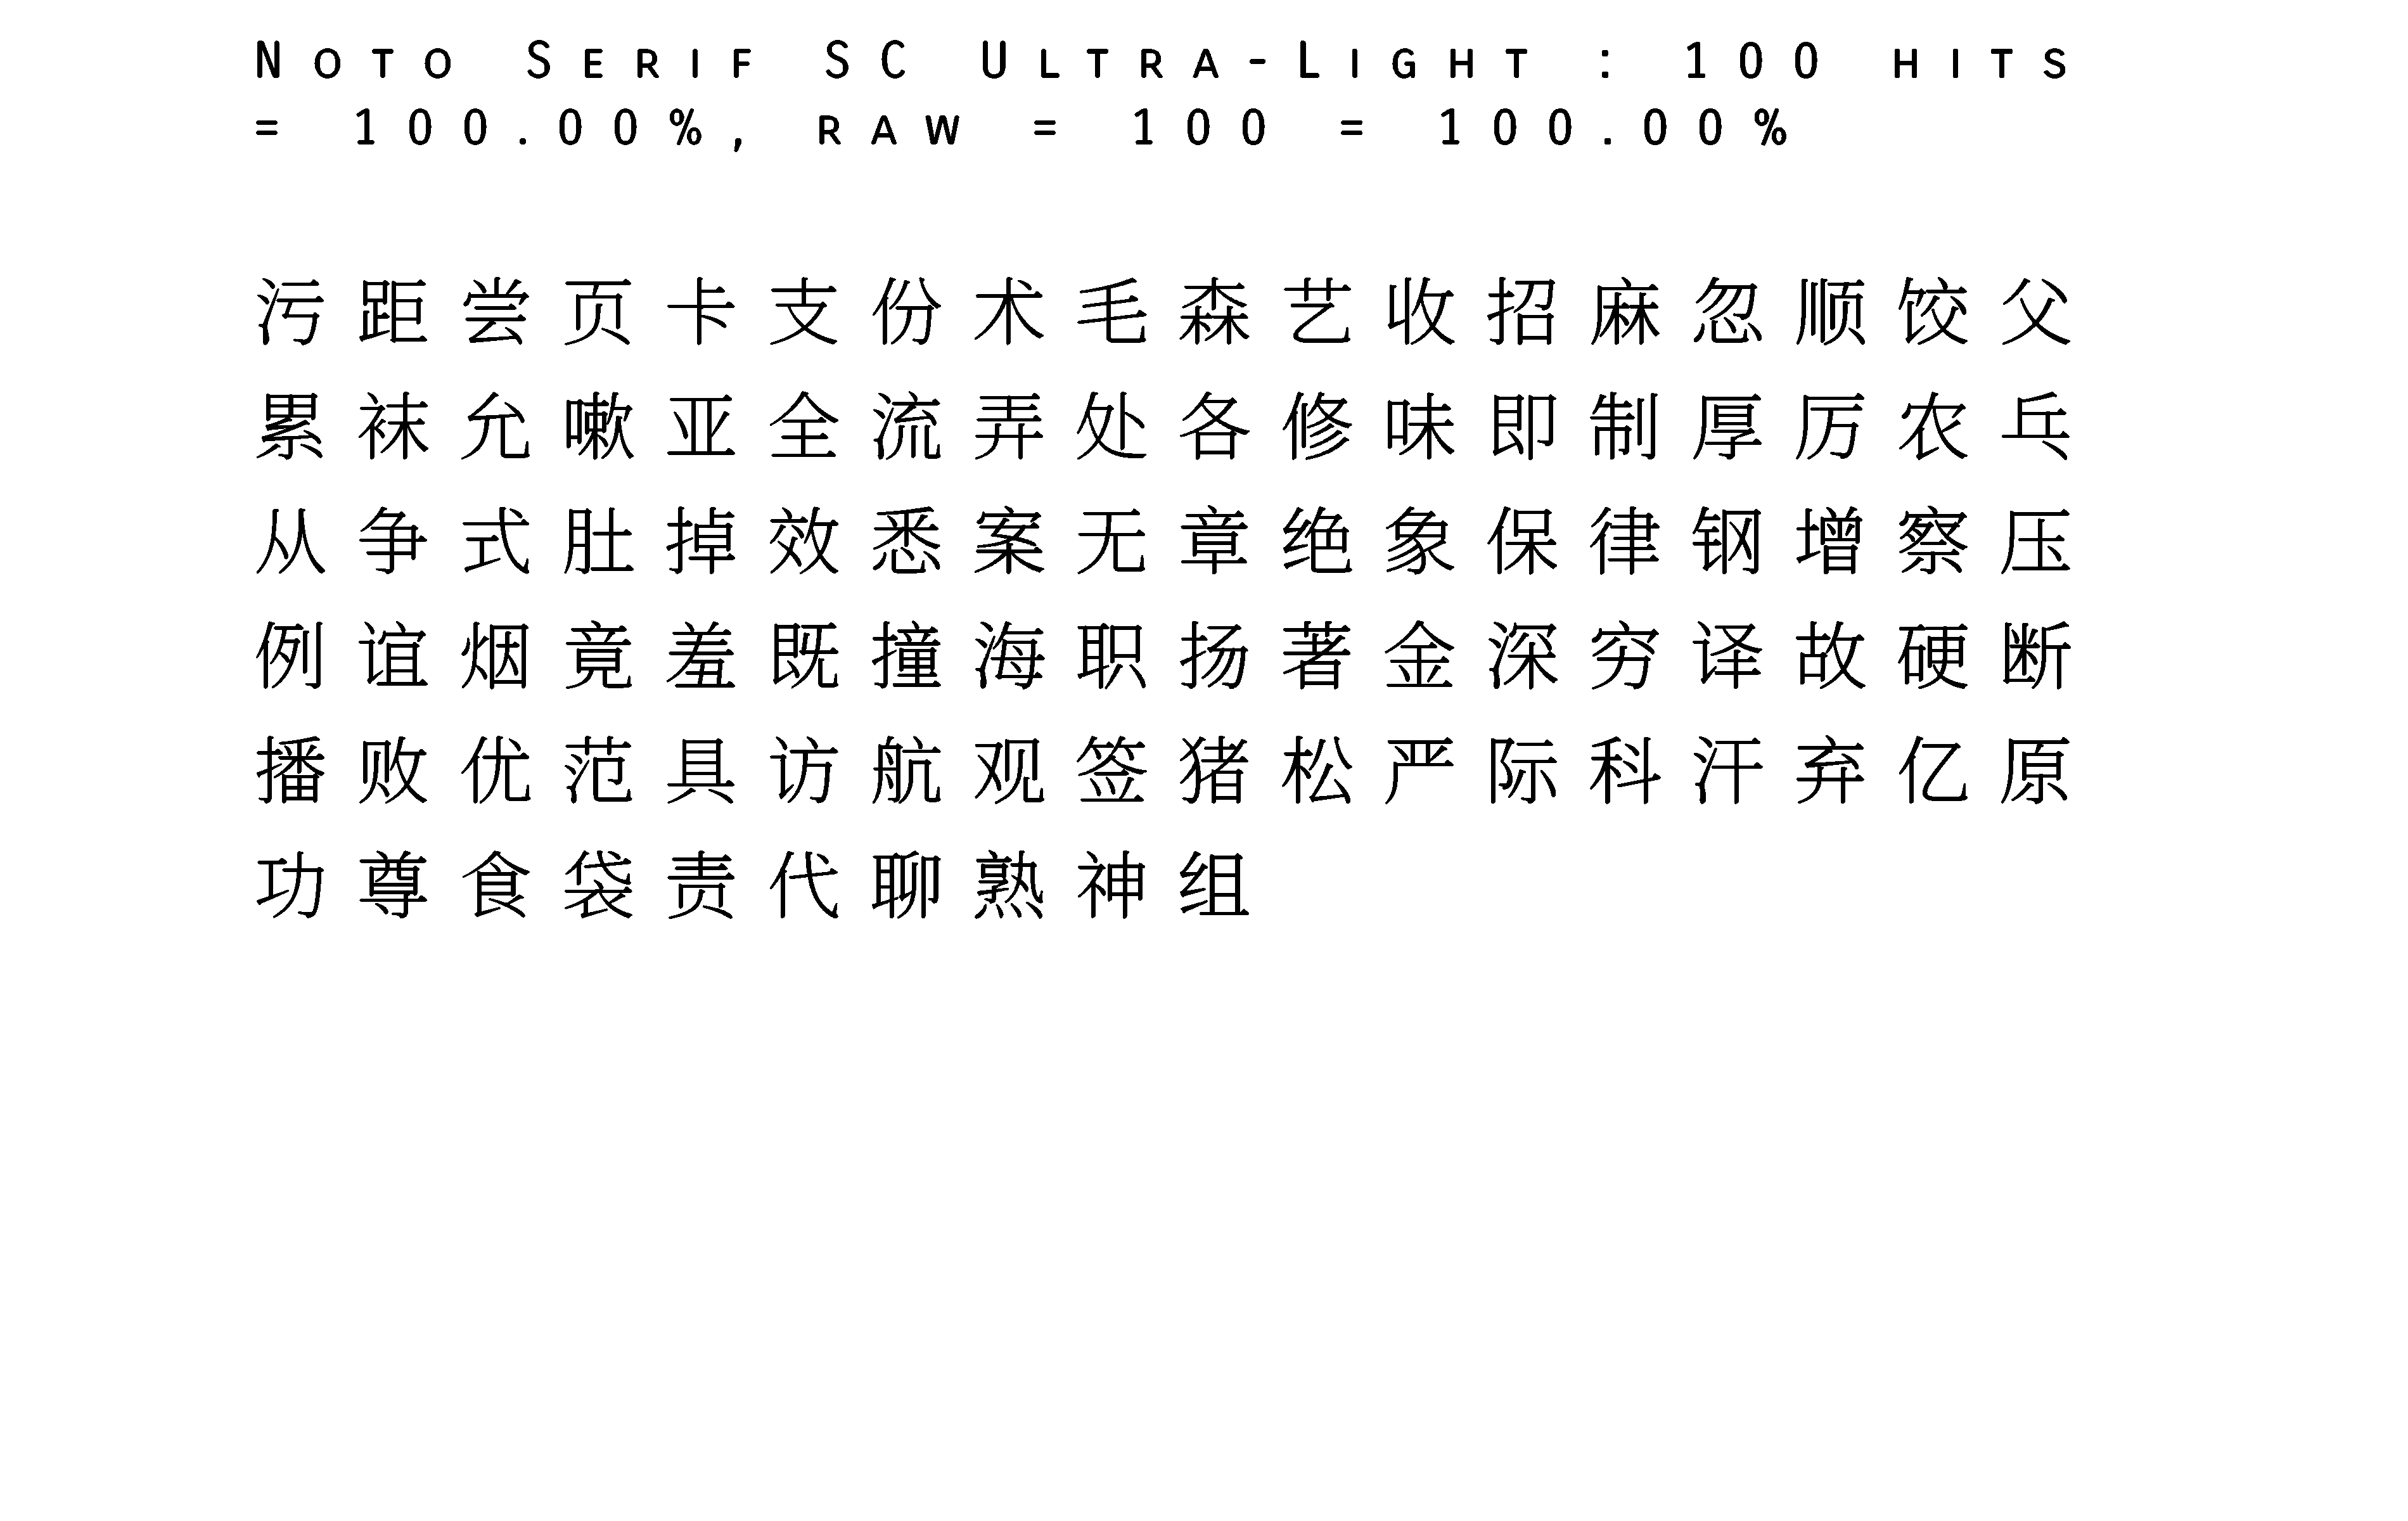 Noto Serif SC Ultra-Light : 100 hits
= 100.00%, raw = 100 = 100.00%
污距尝页卡支份术毛森艺收招麻忽顺饺父
累袜允嗽亚全流弄处各修味即制厚厉农乓
从争式肚掉效悉案无章绝象保律钢增察压
例谊烟竟羞既撞海职扬著金深穷译故硬断
播败优范具访航观签猪松严际科汗弃亿原
功尊食袋责代聊熟神组